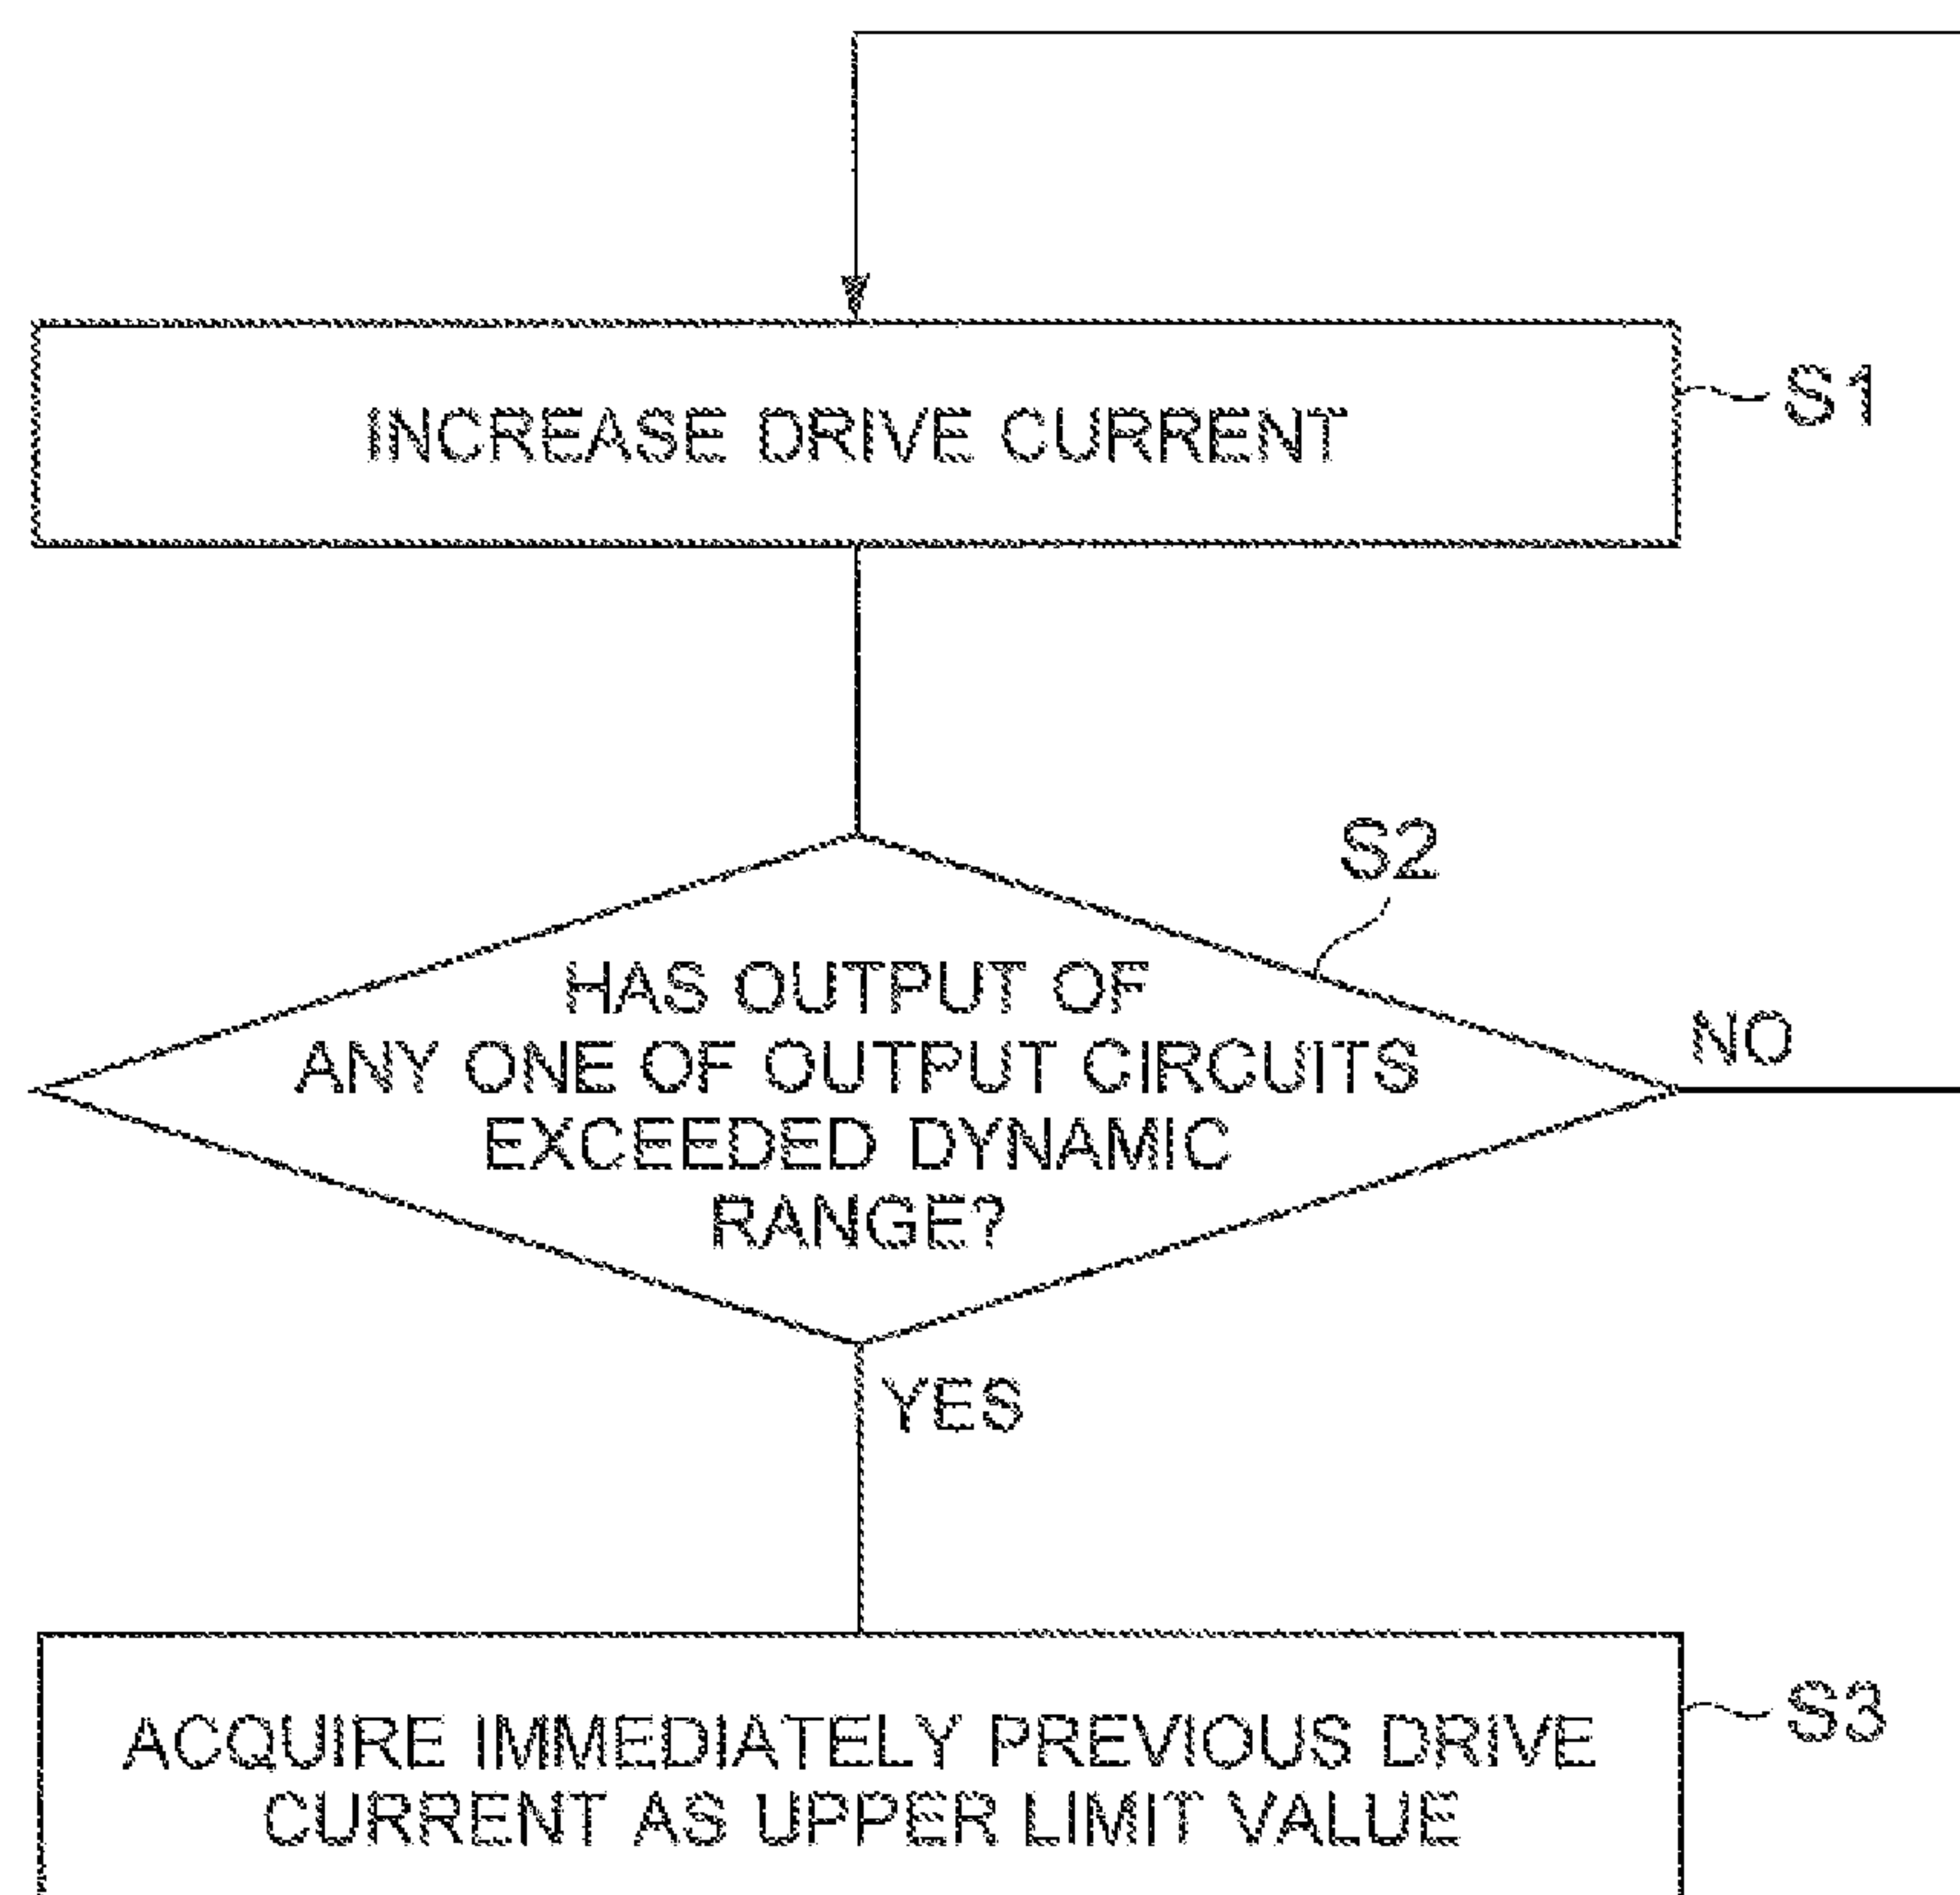 INCREASE DRIVE CURRENT
S1
S2
HAS OUTPUT OF
ANY ONE OF OUTPUT CIRCUITS
EXCEEDED DYNAMIC
RANGE?
NO
YES
ACQUIRE IMMEDIATELY PREVIOUS DRIVE
CURRENT AS UPPER LIMIT VALUE
S3